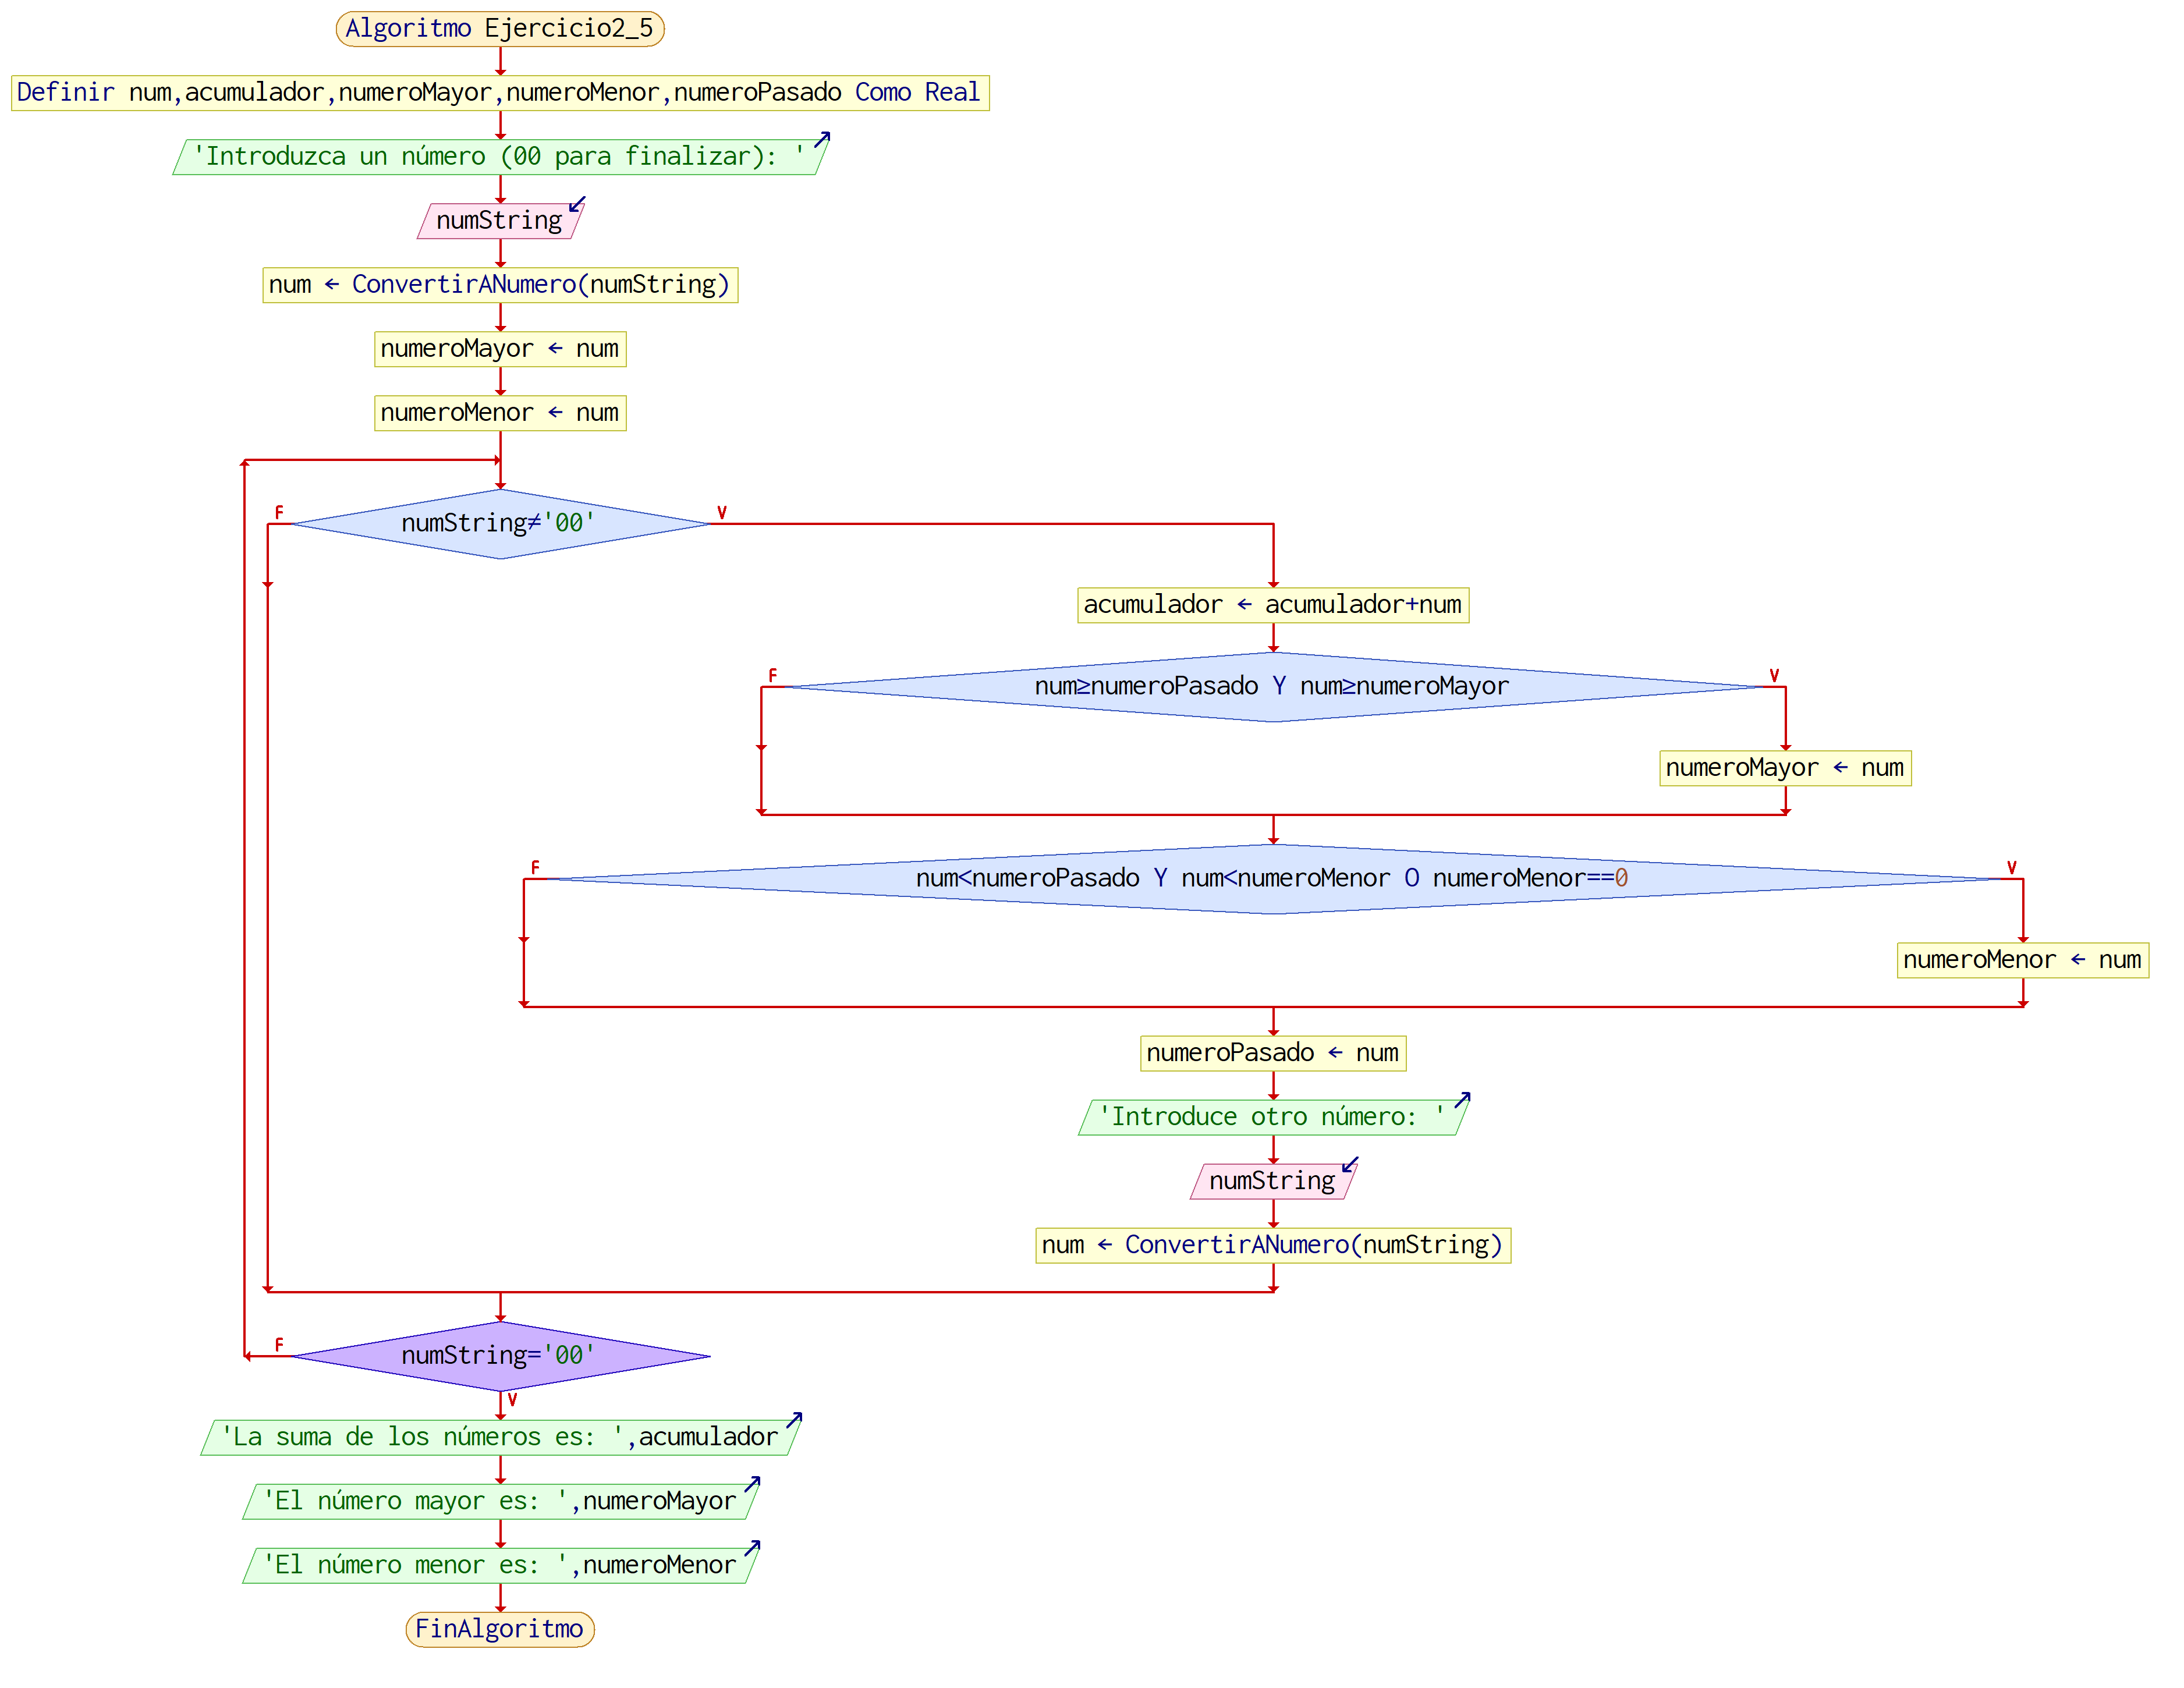 Algoritmo Ejercicio2_5
Definir num,acumulador,numeroMayor,numeroMenor,numeroPasado Como Real
'Introduzca un número (00 para finalizar): '
numString
num ← ConvertirANumero(numString)
numeroMayor ← num
numeroMenor ← num
F
numString≠'00'
V
acumulador ← acumulador+num
F
num≥numeroPasado Y num≥numeroMayor
V
numeroMayor ← num
F
num<numeroPasado Y num<numeroMenor O numeroMenor==0
V
numeroMenor ← num
numeroPasado ← num
'Introduce otro número: '
numString
num ← ConvertirANumero(numString)
F
numString='00'
V
'La suma de los números es: ',acumulador
'El número mayor es: ',numeroMayor
'El número menor es: ',numeroMenor
FinAlgoritmo